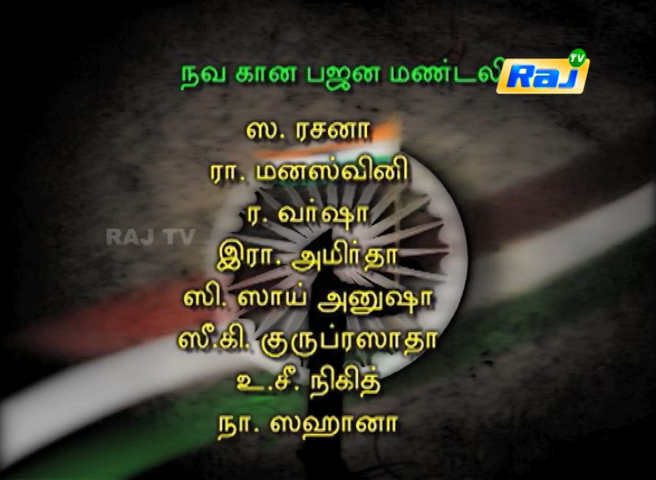 நவ கான பஜன மண்டலி
Raj TV
ஸ. ரசனா
ரா. மனஸ்வினி
ர. வர்ஷா
RAJ TV
இரா. அமிர்தா
ஸி. ஸாய் அனுஷா
ஸீ.கி. குருப்ரஸாதா
உ.சீ. நிகித்
நா. ஸஹானா